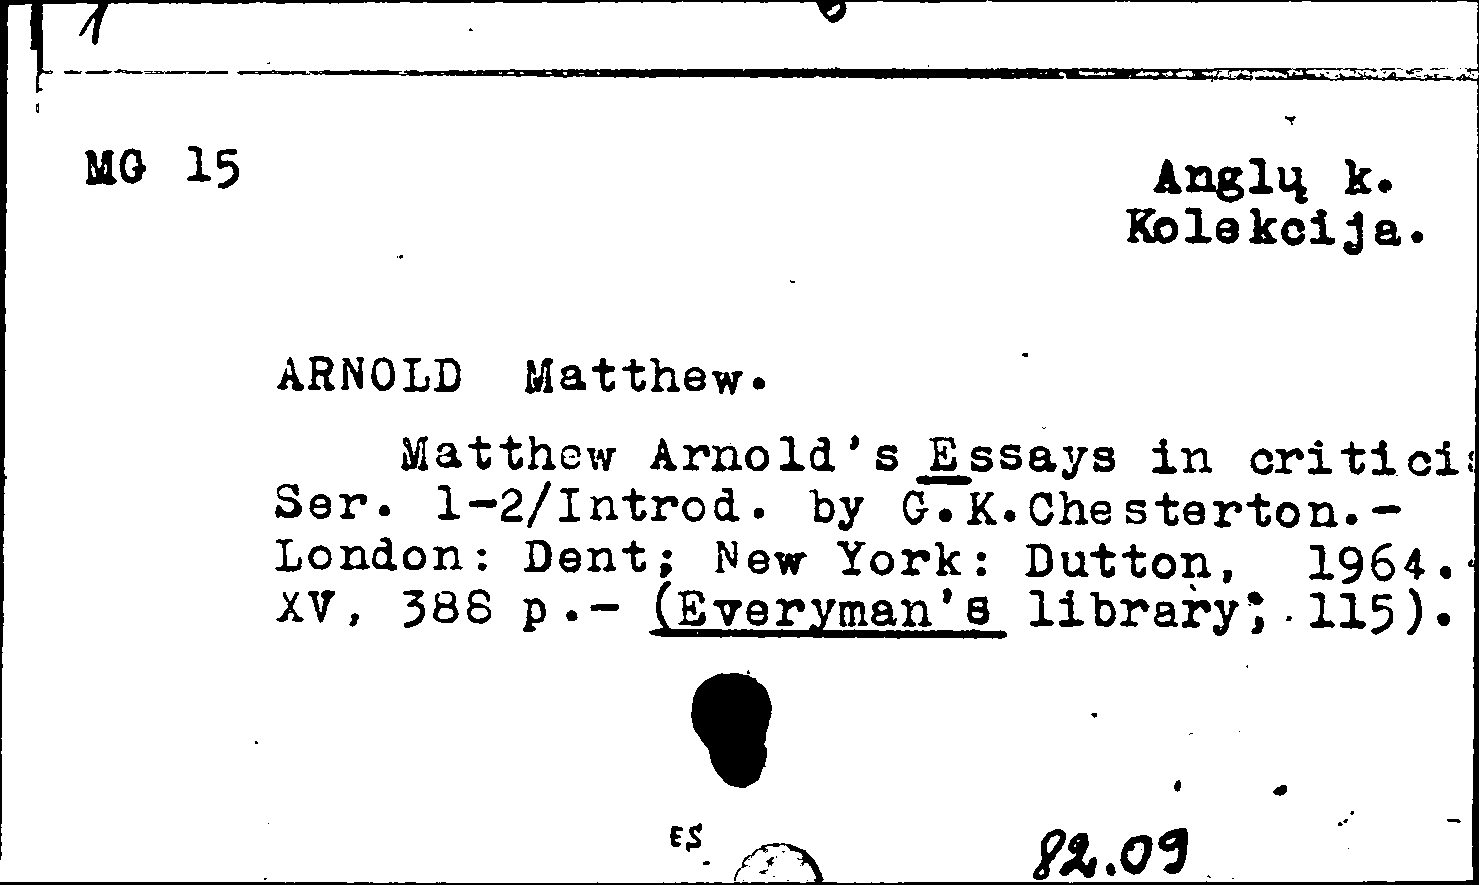 1
MG 15
Anglų k.
Kolekcija.
ARNOLD Matthew.
Matthew Arnold's Essays in critici
Ser. 1-2/Introd. by G.K.Chesterton.-
London: Dent; New York: Dutton, 1964.-
XV, 388 p.- (Everyman's library; 115).
ES
82.09